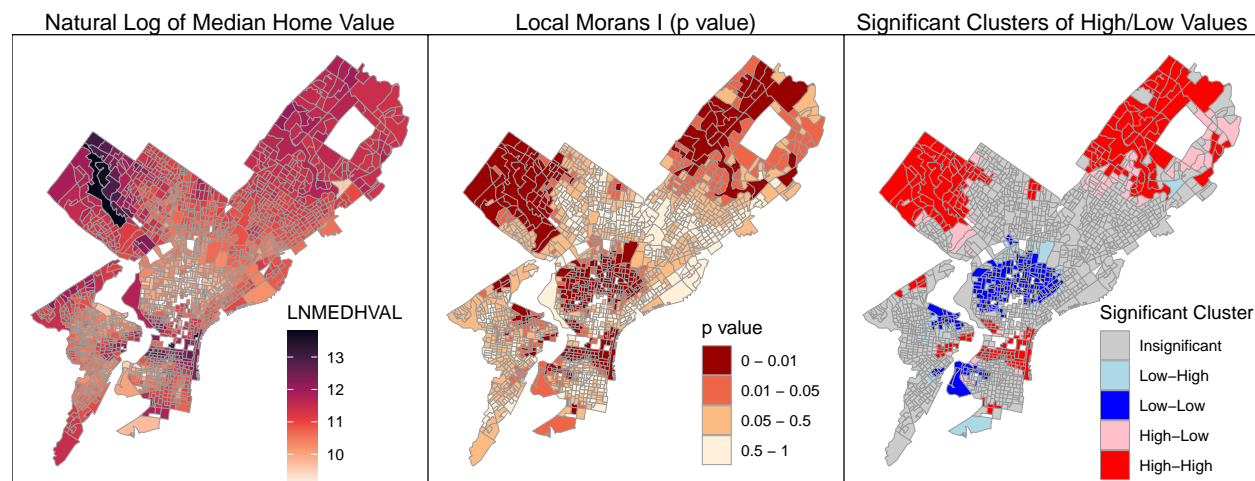 Natural Log of Median Home Value
Local Morans I (p value)
Significant Clusters of High/Low Values
LNMEDHVAL
13
12
11
10
p value
0 − 0.01
0.01 − 0.05
0.05 − 0.5
0.5 − 1
Significant Cluster
Insignificant
Low−High
Low−Low
High−Low
High−High